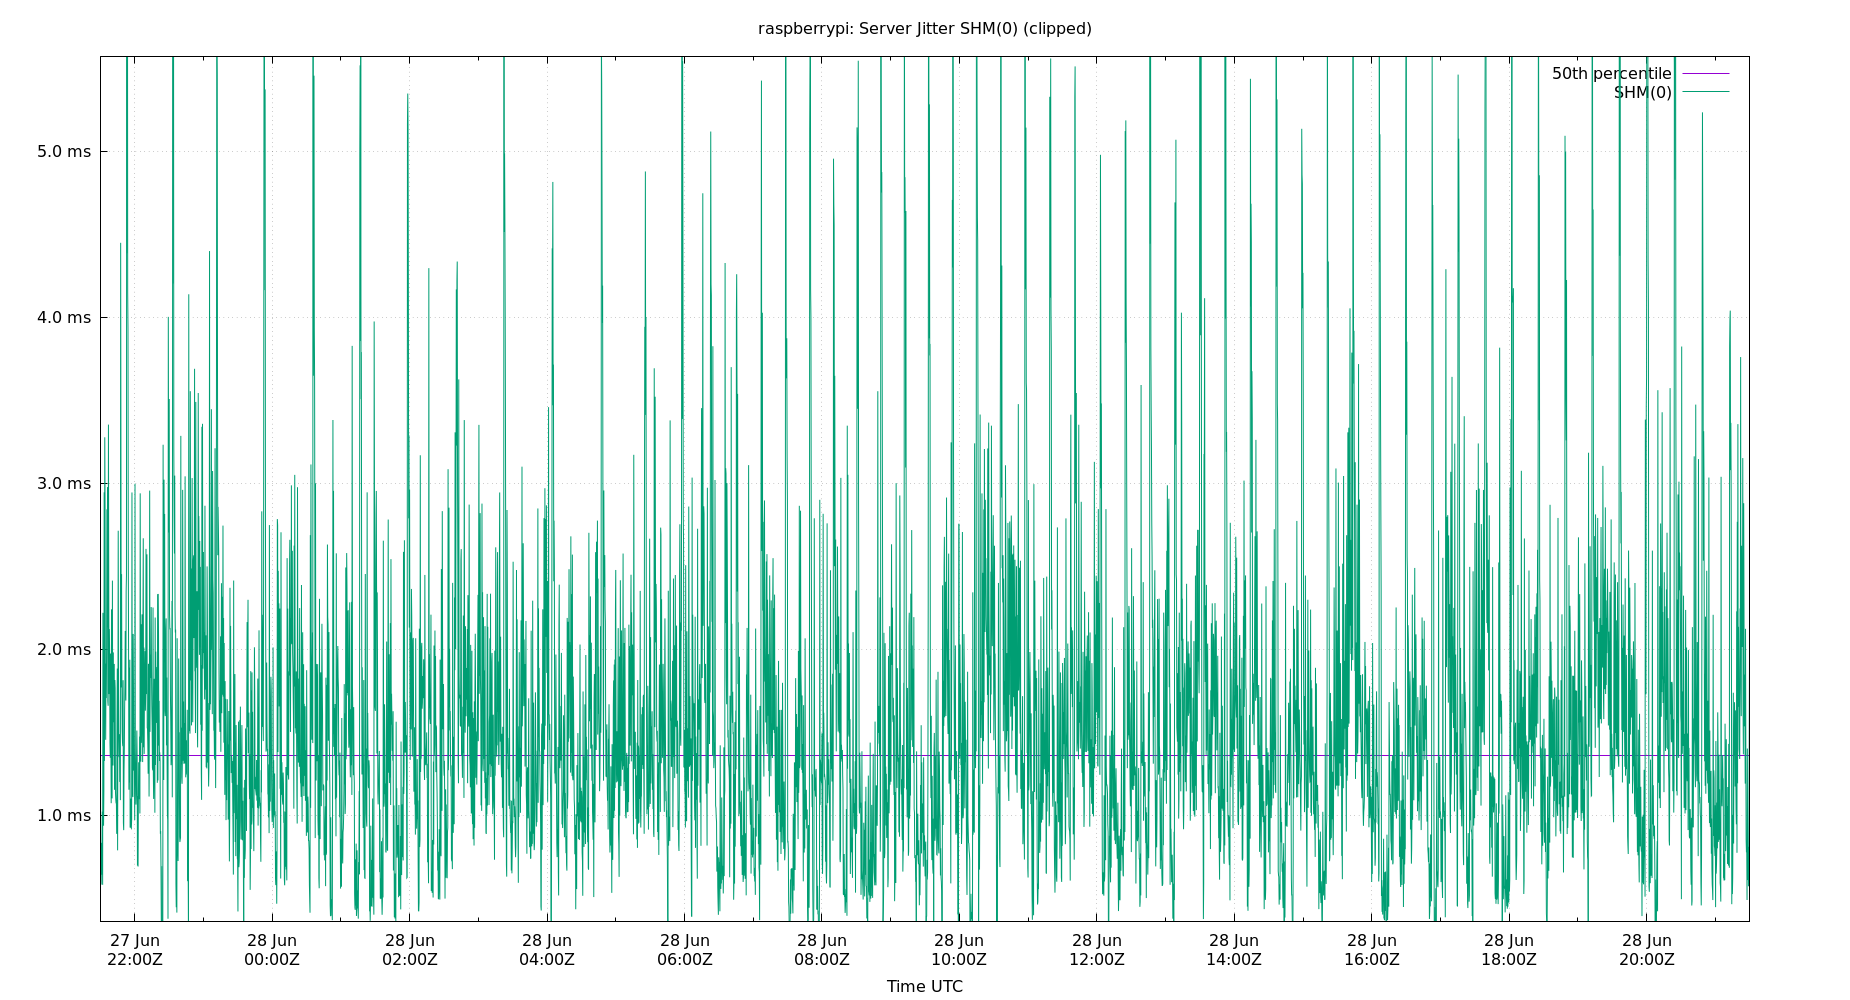 raspberrypi: Server Jitter SHM(0) (clipped)
50th percentile
SHM(0)
5.0 ms
4.0 ms
3.0 ms
2.0 ms
1.0 ms
27 Jun 28 Jun 28 Jun 28 Jun 28 Jun 28 Jun 28 Jun 28 Jun 28 Jun 28 Jun 28 Jun 28 Jun
22:00Z 00:00Z 02:00Z 04:00Z 06:00Z 08:00Z 10:00Z 12:00Z 14:00Z 16:00Z 18:00Z 20:00Z
Time UTC